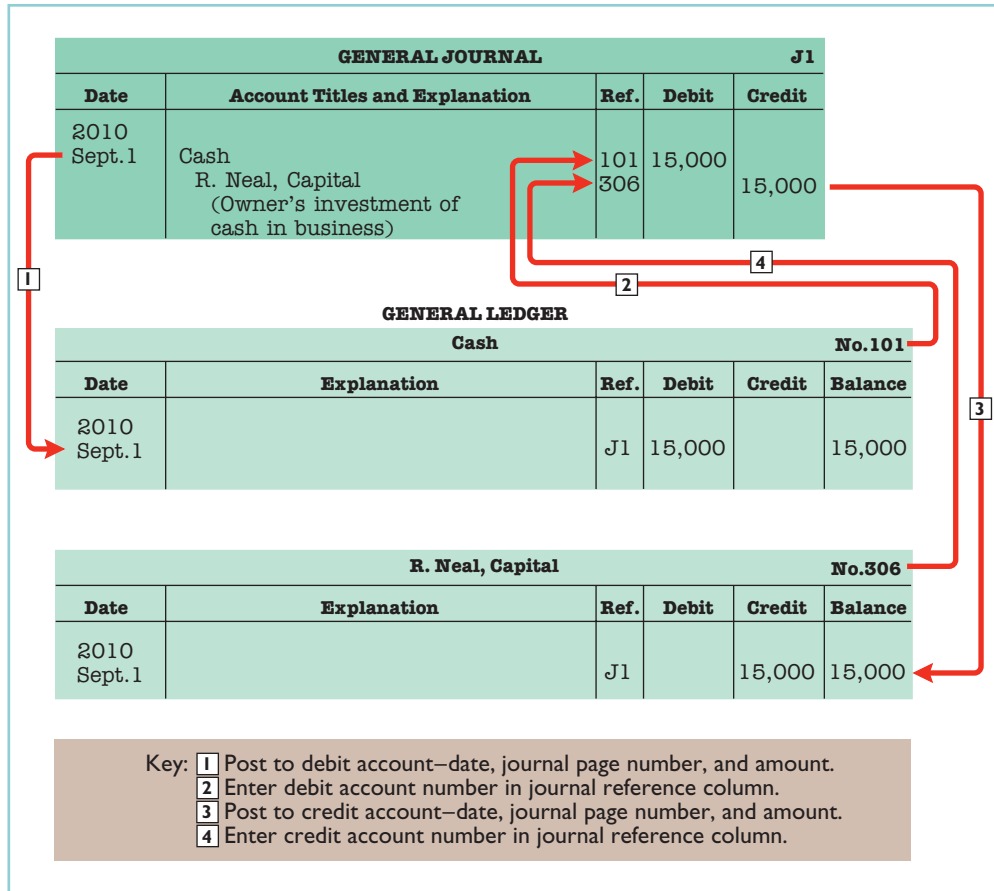 GENERAL JOURNAL J1
Date Account Titles and Explanation Ref. Debit Credit
2010
Sept.1 Cash 101 15,000
R. Neal, Capital 306 15,000
(Owner's investment of
cash in business)
1
4
2
GENERAL LEDGER
Cash No.101
Date Explanation Ref. Debit Credit Balance
3
2010
Sept.1 J1 15,000 15,000
R. Neal, Capital No.306
Date Explanation Ref. Debit Credit Balance
2010
Sept.1 J1 15,000 15,000
Key: 1 Post to debit account–date, journal page number, and amount.
2 Enter debit account number in journal reference column.
3 Post to credit account–date, journal page number, and amount.
4 Enter credit account number in journal reference column.